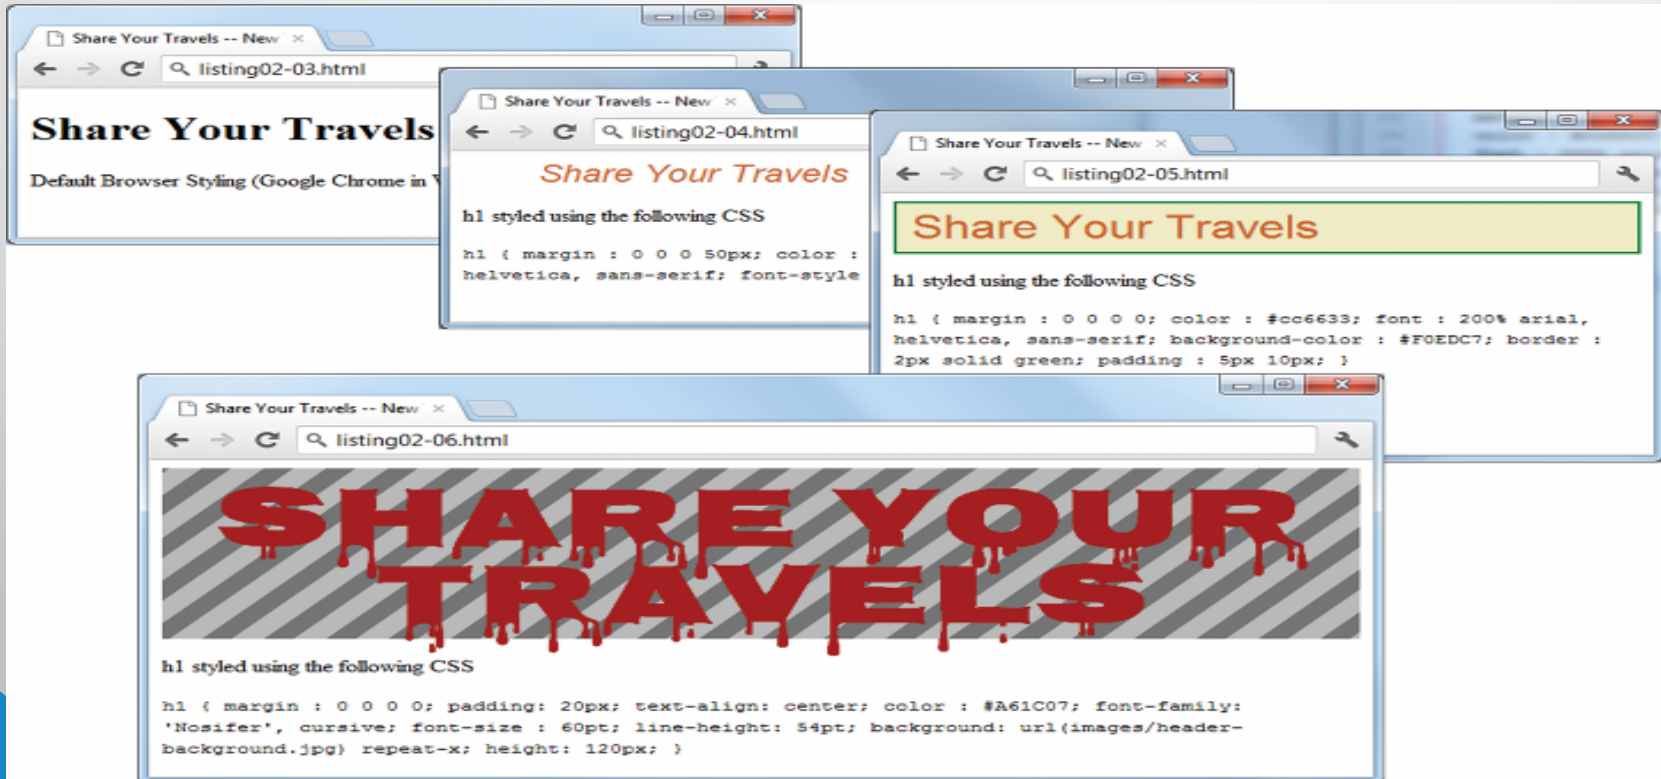 Share Your Travels -- New
listing02-03.html
Share Your Travels
Default Browser Styling (Google Chrome in
Share Your Travels -- New
listing02-04.html
Share Your Travels
h1 styled using the following CSS
h1 { margin : 0 0 0 50px; color :
helvetica, sans-serif; font-style
Share Your Travels -- New
listing02-05.html
Share Your Travels
h1 styled using the following CSS
h1 { margin : 0 0 0 0; color : #cc6633; font : 200% arial,
helvetica, sans-serif; background-color : #F0EDC7; border :
2px solid green; padding : 5px 10px; }
Share Your Travels -- New
listing02-06.html
SHARE YOUR
TRAVELS
h1 styled using the following CSS
h1 { margin : 0 0 0 0; padding: 20px; text-align: center; color : #A61C07; font-family:
'Nosifer', cursive; font-size : 60pt; line-height: 54pt; background: url(images/header-
background.jpg) repeat-x; height: 120px; }